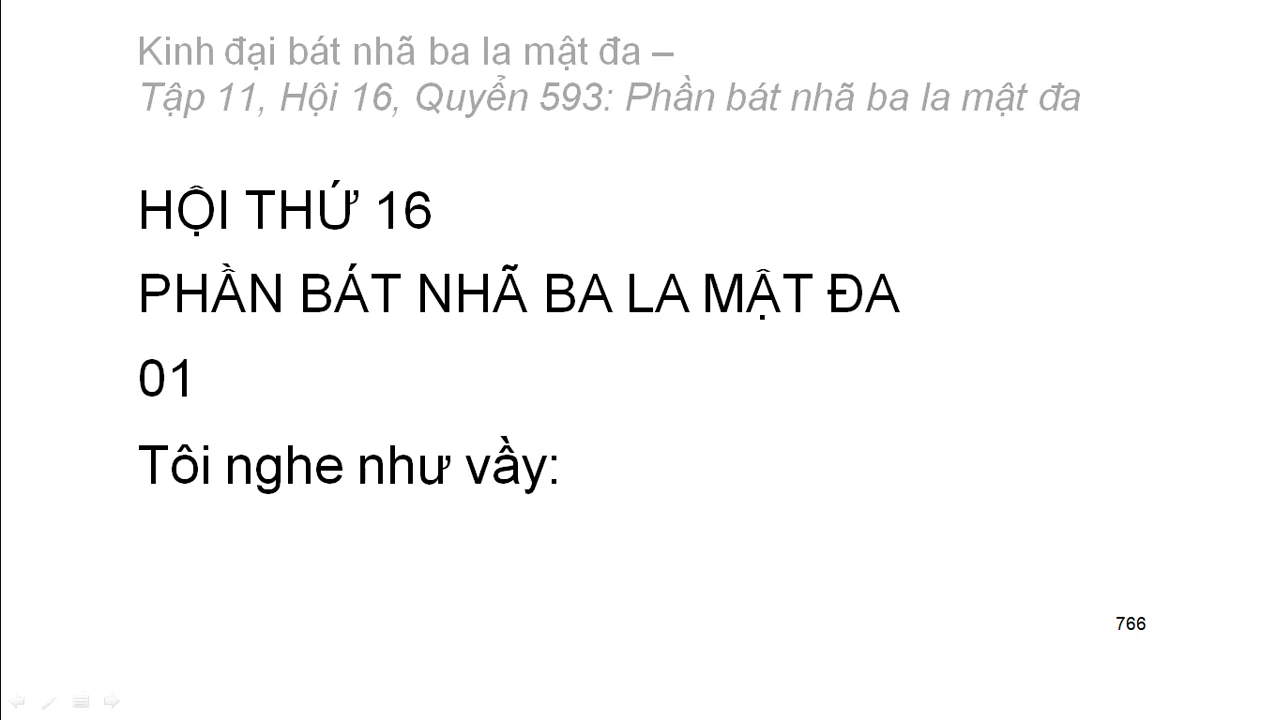 Kinh đại bát nhã ba la mật đa –
Tập 11, Hội 16, Quyển 593: Phần bát nhã ba la mật đa
HỘI THỨ 16
PHẦN BÁT NHÃ BA LA MẬT ĐA
01
Tôi nghe như vầy:
766